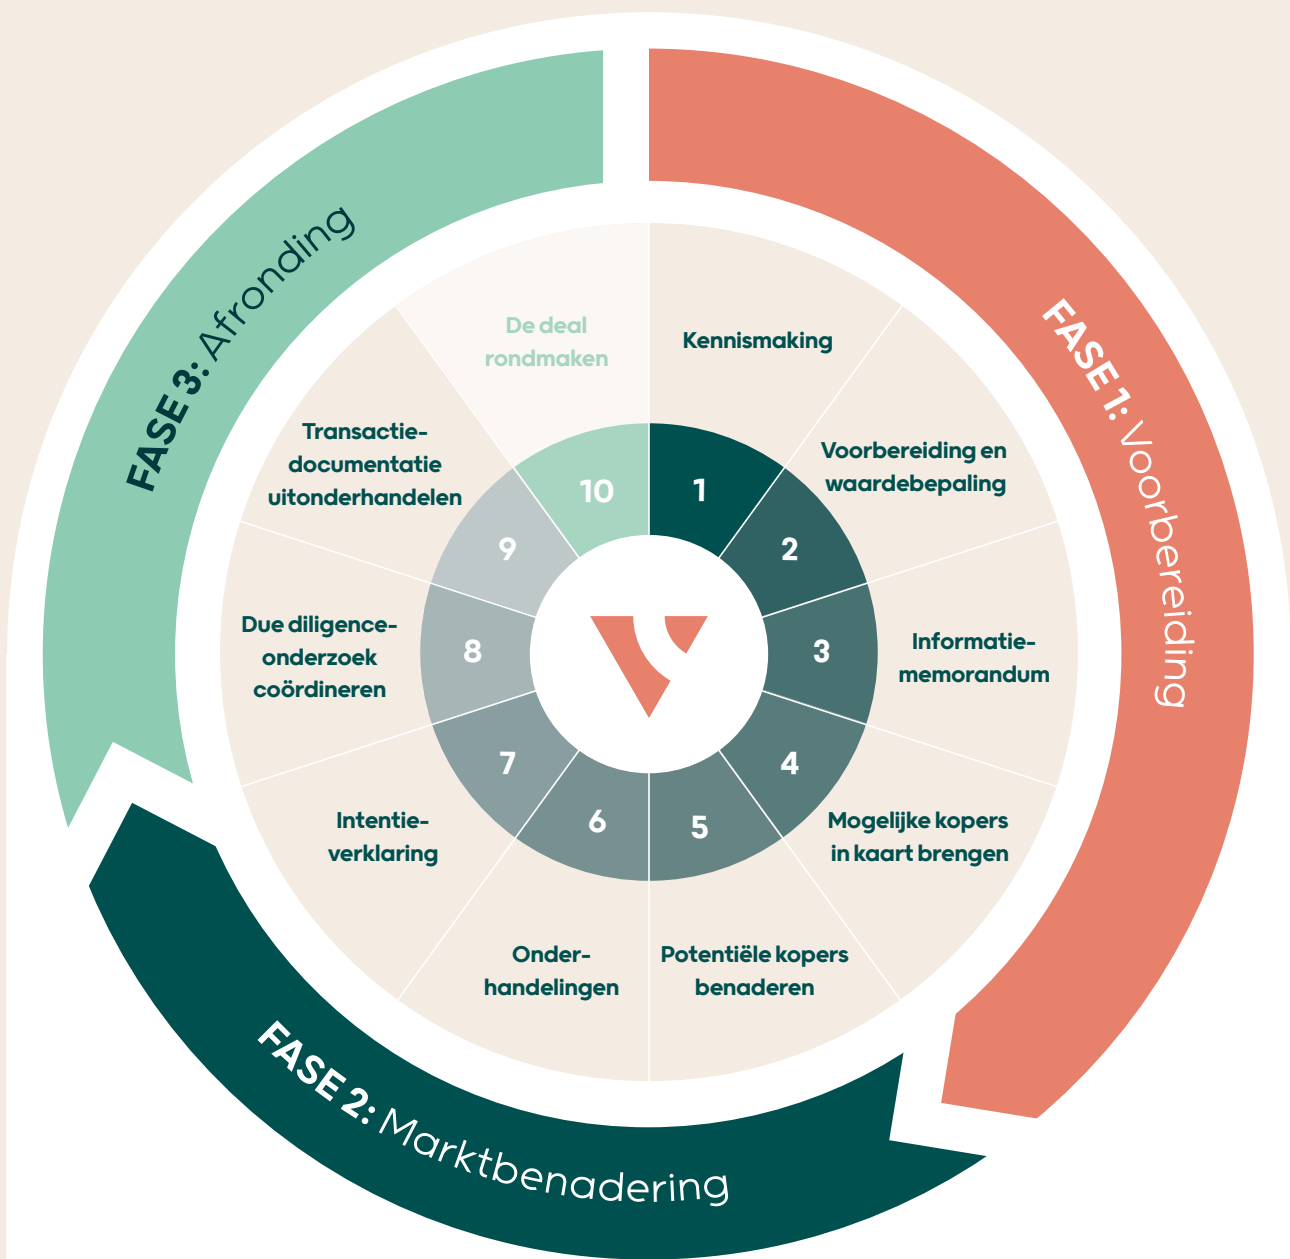 FASE 1: Voorbereiding
Kennismaking
1
Voorbereiding en
waardebepaling
2
Informatie-
memorandum
3
Mogelijke kopers
in kaart brengen
4
FASE 2: Marktbenadering
Potentiële kopers
benaderen
5
Onder-
handelingen
6
Intentie-
verklaring
7
FASE 3: Afronding
Due diligence-
onderzoek
coördineren
8
Transactie-
documentatie
uitonderhandelen
9
De deal
rondmaken
10